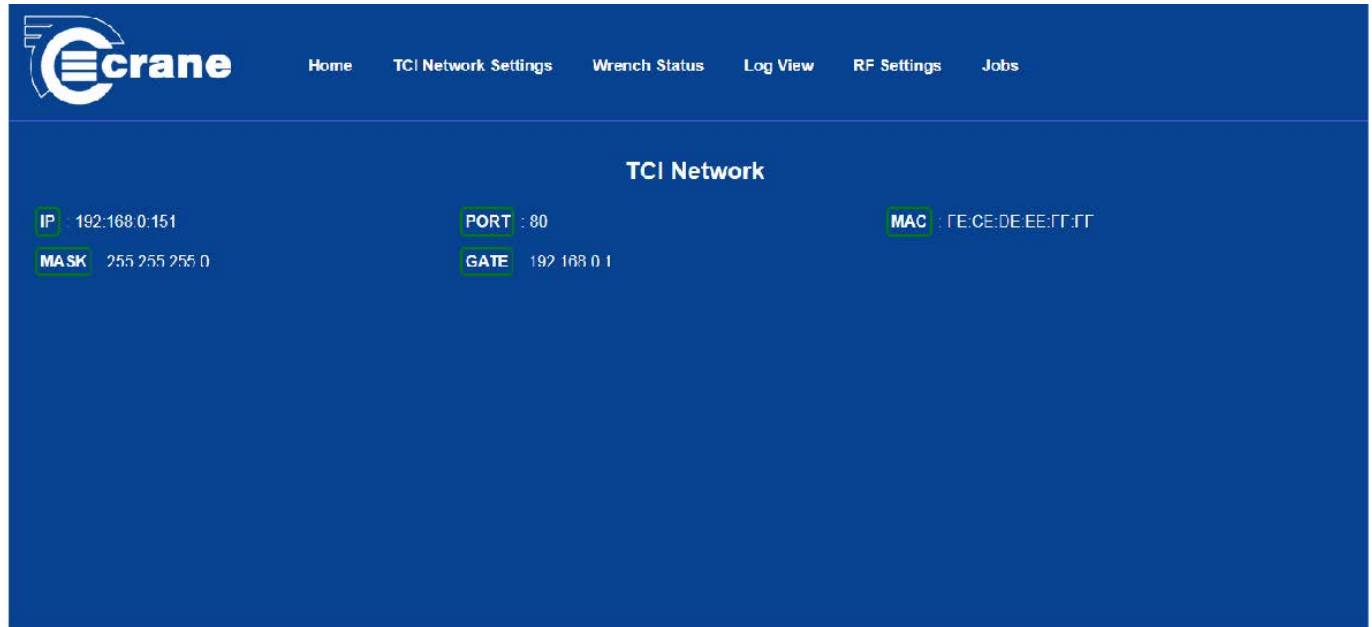 crane
Home TCI Network Settings Wrench Status Log View RF Settings Jobs
TCI Network
IP : 192:168:0:151 PORT : 80 MAC : FE:CE:DE:EE:FF:FF
MASK 255 255 255 0 GATE 192 168 0 1